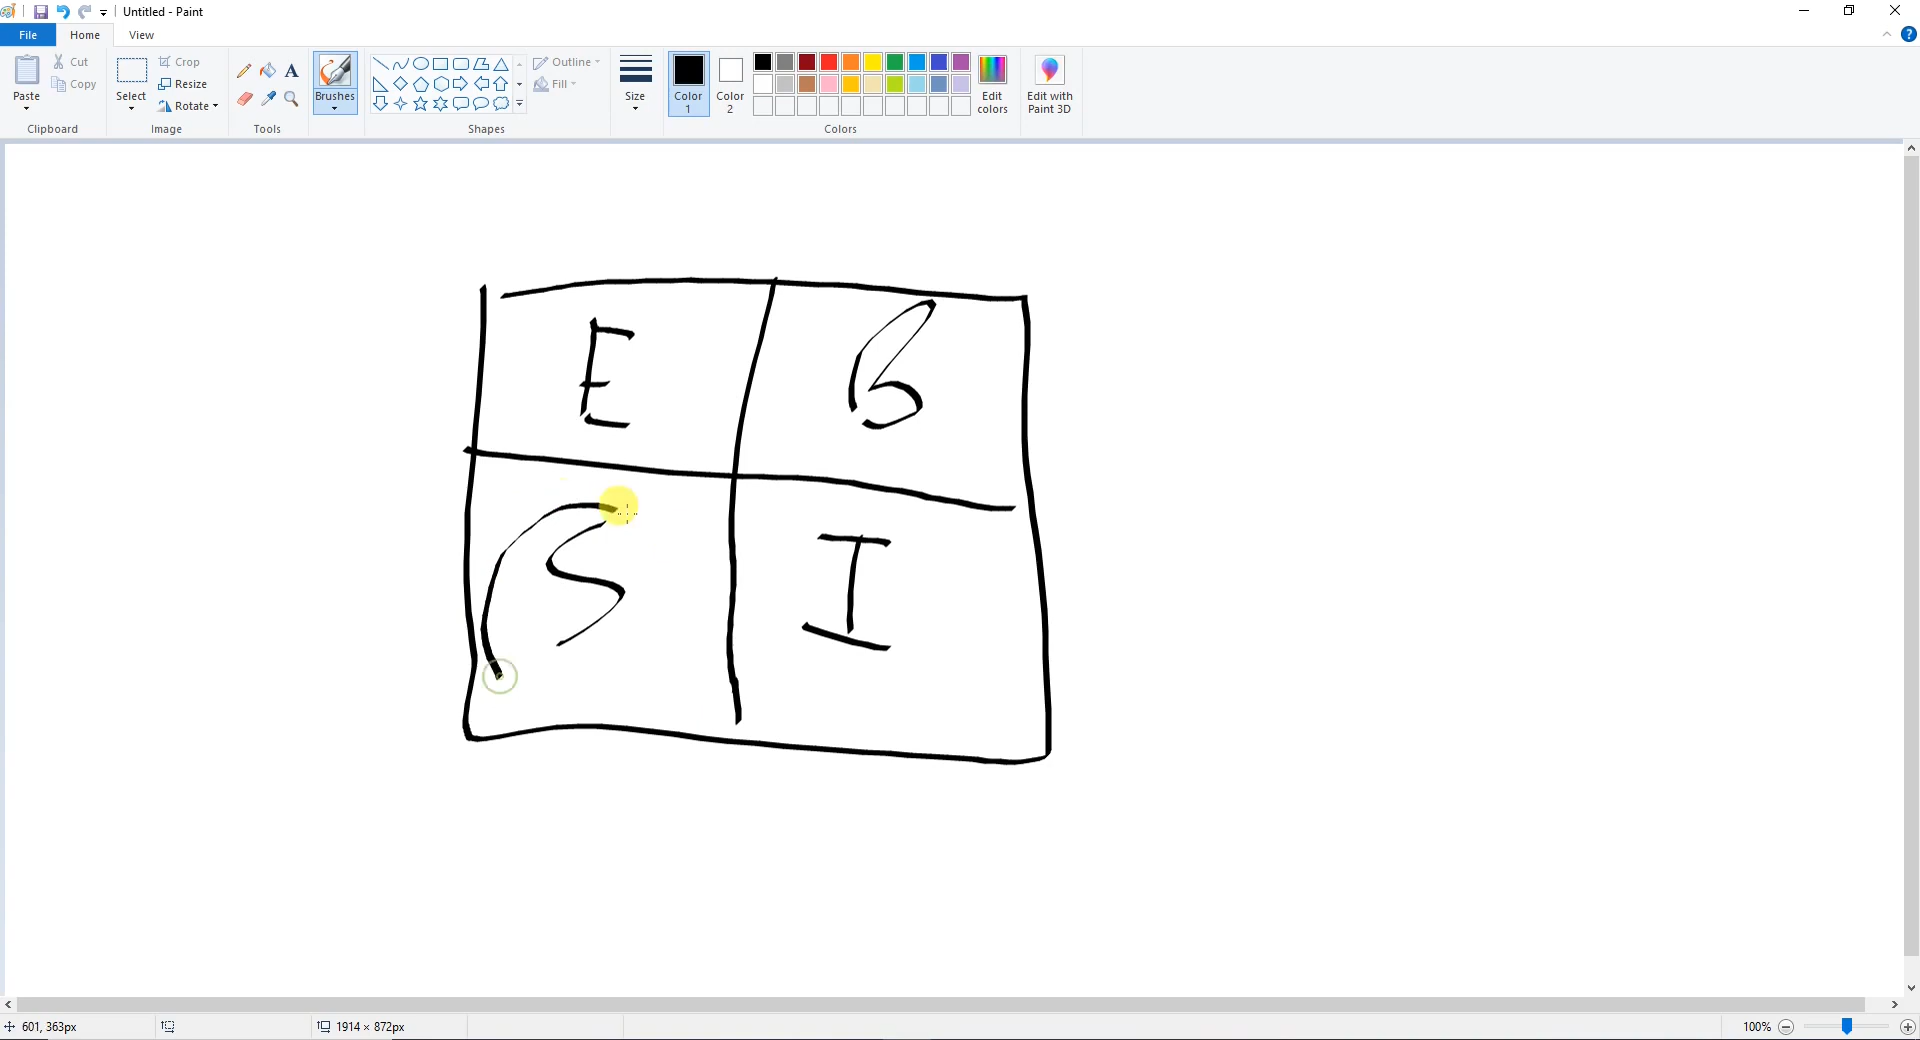 Untitled - Paint
File Home View
Paste Cut Copy Clipboard
Select Crop Resize Rotate Image
Tools
Brushes
Outline Fill Shapes
Size
Color 1 Color 2 Edit colors Colors
Edit with Paint 3D
E B
S I
601, 363px 1914 × 872px 100%